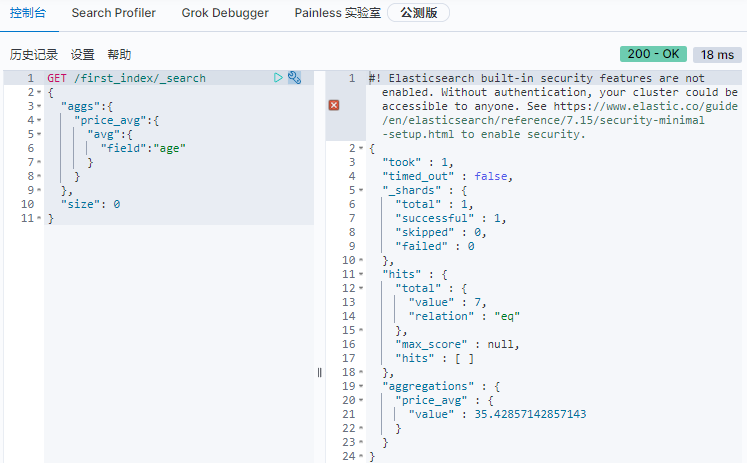 控制台 Search Profiler Grok Debugger Painless 实验室 公测版
历史记录 设置 帮助 200 - OK 18 ms
1 GET /first_index/_search
2 {
3 "aggs":{
4 "price_avg":{
5 "avg":{
6 "field":"age"
7 }
8 }
9 },
10 "size": 0
11 }
1 #! Elasticsearch built-in security features are not
enabled. Without authentication, your cluster could be
accessible to anyone. See https://www.elastic.co/guide
/en/elasticsearch/reference/7.15/security-minimal
-setup.html to enable security.
2 {
3 "took" : 1,
4 "timed_out" : false,
5 "_shards" : {
6 "total" : 1,
7 "successful" : 1,
8 "skipped" : 0,
9 "failed" : 0
10 },
11 "hits" : {
12 "total" : {
13 "value" : 7,
14 "relation" : "eq"
15 },
16 "max_score" : null,
17 "hits" : [ ]
18 },
19 "aggregations" : {
20 "price_avg" : {
21 "value" : 35.42857142857143
22 }
23 }
24 }